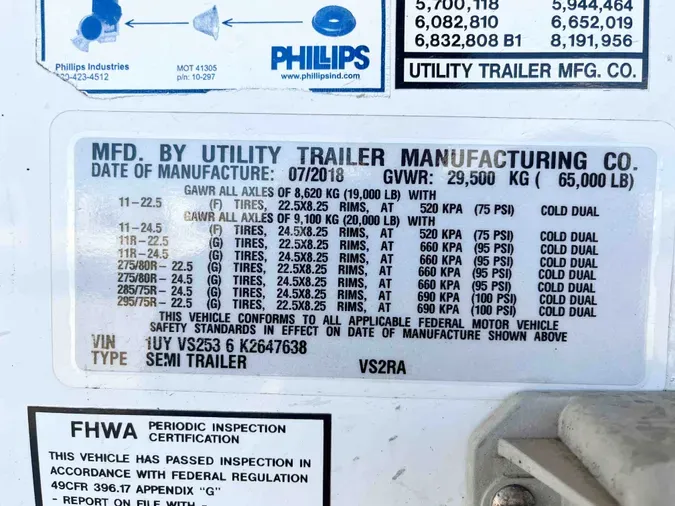 Phillips Industries
MOT 41305
p/n: 10-297
PHILLIPS
www.phillipsind.com
5,700,118 5,944,464
6,082,810 6,652,019
6,832,808 B1 8,191,956
UTILITY TRAILER MFG. CO.
MFD. BY UTILITY TRAILER MANUFACTURING CO.
DATE OF MANUFACTURE: 07/2018 GVWR: 29,500 KG ( 65,000 LB)
GAWR ALL AXLES OF 8,620 KG (19,000 LB) WITH
11-22.5 (F) TIRES, 22.5X8.25 RIMS, AT 520 KPA (75 PSI) COLD DUAL
GAWR ALL AXLES OF 9,100 KG (20,000 LB) WITH
11-24.5 (F) TIRES, 24.5X8.25 RIMS, AT 520 KPA (75 PSI) COLD DUAL
11R-22.5 (G) TIRES, 22.5X8.25 RIMS, AT 660 KPA (95 PSI) COLD DUAL
11R-24.5 (G) TIRES, 24.5X8.25 RIMS, AT 660 KPA (95 PSI) COLD DUAL
275/80R-22.5 (G) TIRES, 22.5X8.25 RIMS, AT 660 KPA (95 PSI) COLD DUAL
275/80R-24.5 (G) TIRES, 24.5X8.25 RIMS, AT 660 KPA (95 PSI) COLD DUAL
285/75R-24.5 (G) TIRES, 24.5X8.25 RIMS, AT 690 KPA (100 PSI) COLD DUAL
295/75R-22.5 (G) TIRES, 22.5X8.25 RIMS, AT 690 KPA (100 PSI) COLD DUAL
THIS VEHICLE CONFORMS TO ALL APPLICABLE FEDERAL MOTOR VEHICLE
SAFETY STANDARDS IN EFFECT ON DATE OF MANUFACTURE SHOWN ABOVE
VIN 1UY VS253 6 K2647638
TYPE SEMI TRAILER VS2RA
FHWA PERIODIC INSPECTION
CERTIFICATION
THIS VEHICLE HAS PASSED INSPECTION IN
ACCORDANCE WITH FEDERAL REGULATION
49CFR 396.17 APPENDIX "G"
- REPORT ON FILE WITH -